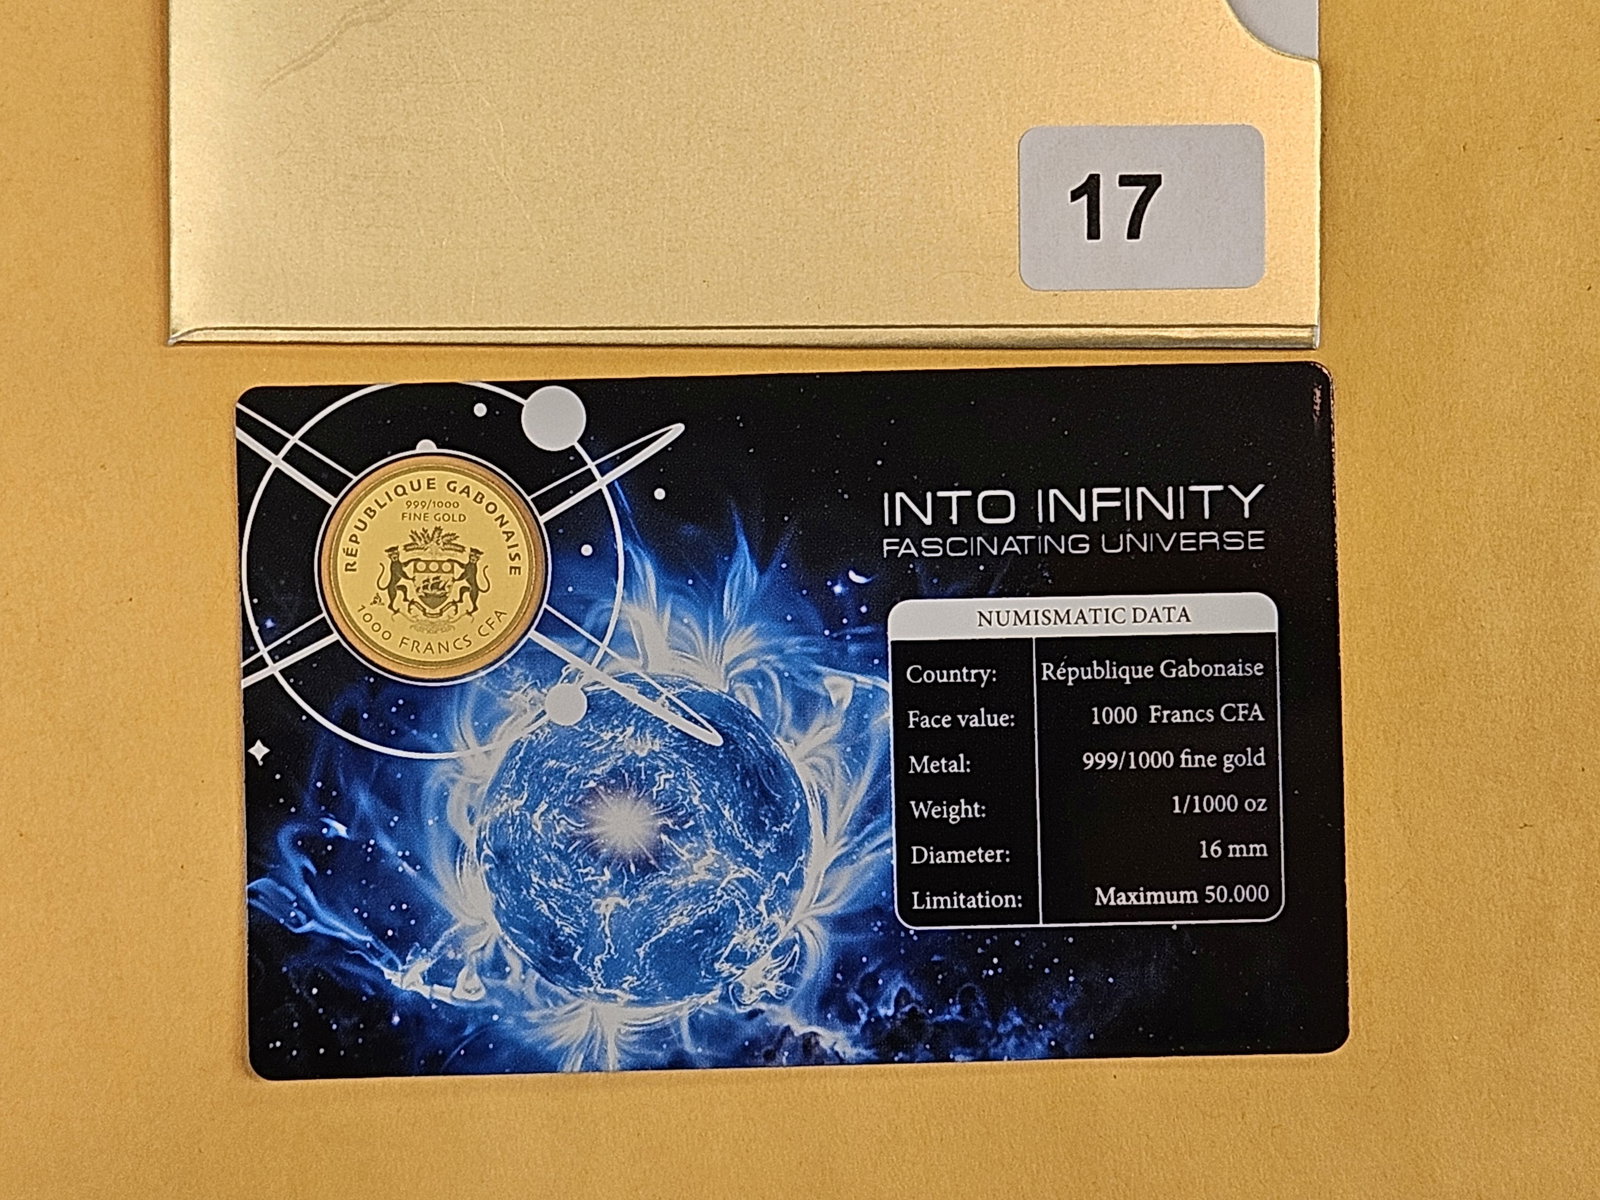 17
RÉPUBLIQUE GABONAISE
999/1000
FINE GOLD
1000 FRANCS CFA
INTO INFINITY
FASCINATING UNIVERSE
NUMISMATIC DATA
Country: République Gabonaise
Face value: 1000 Francs CFA
Metal: 999/1000 fine gold
Weight: 1/1000 oz
Diameter: 16 mm
Limitation: Maximum 50.000